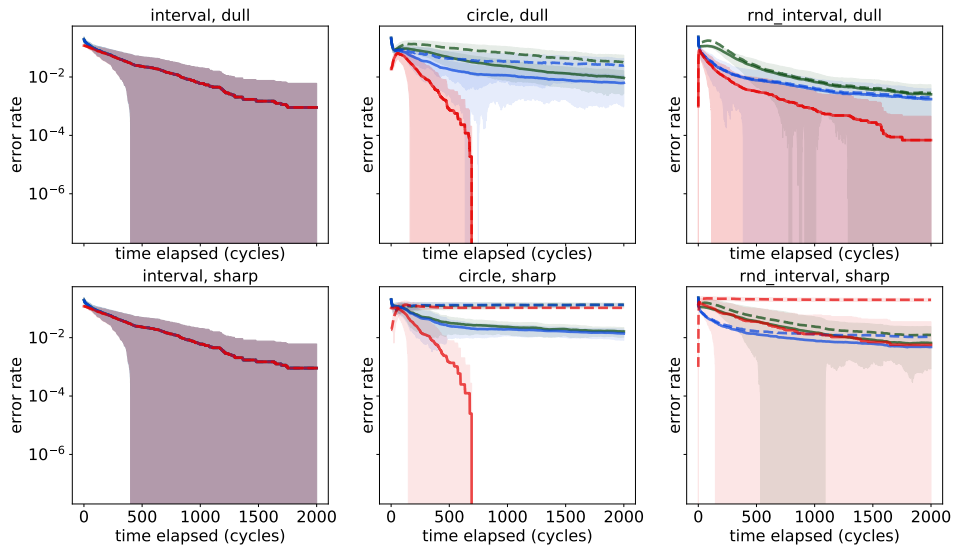 interval, dull
circle, dull
rnd_interval, dull
error rate
10⁻²
10⁻⁴
10⁻⁶
error rate
error rate
time elapsed (cycles)
time elapsed (cycles)
time elapsed (cycles)
interval, sharp
circle, sharp
rnd_interval, sharp
error rate
10⁻²
10⁻⁴
10⁻⁶
error rate
error rate
0 500 1000 1500 2000
0 500 1000 1500 2000
0 500 1000 1500 2000
time elapsed (cycles)
time elapsed (cycles)
time elapsed (cycles)